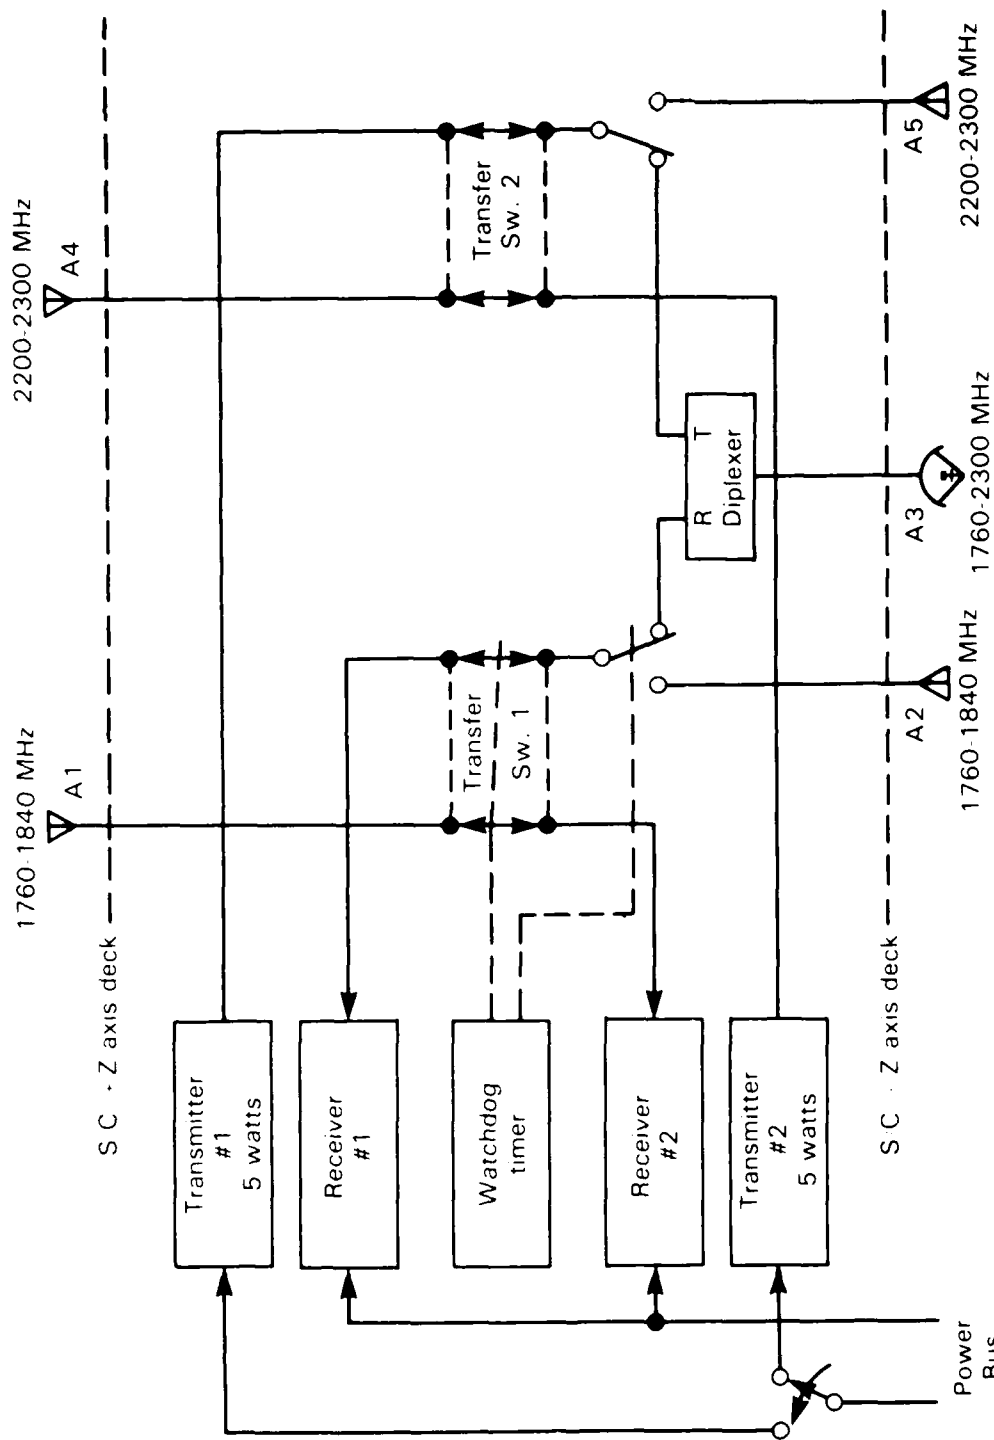 1760-1840 MHz
A1
2200-2300 MHz
A4
S C + Z axis deck
Transmitter
#1
5 watts
Receiver
#1
Watchdog
timer
Receiver
#2
Transmitter
#2
5 watts
Transfer
Sw. 1
Transfer
Sw. 2
R T
Diplexer
S C - Z axis deck
A2
1760-1840 MHz
A3
1760-2300 MHz
A5
2200-2300 MHz
Power
Bus